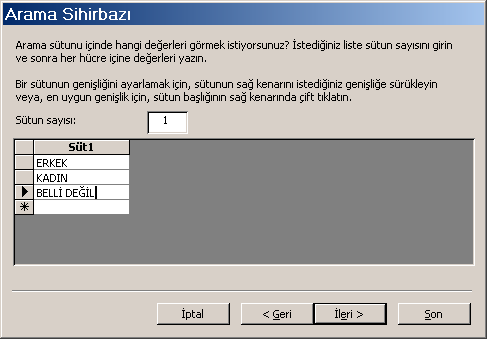 Arama Sihirbazı
Arama sütunu içinde hangi değerleri görmek istiyorsunuz? İstediğiniz liste sütun sayısını girin
ve sonra her hücre içine değerleri yazın.
Bir sütunun genişliğini ayarlamak için, sütunun sağ kenarını istediğiniz genişliğe sürükleyin
veya, en uygun genişlik için, sütun başlığının sağ kenarında çift tıklatın.
Sütun sayısı: 1
Süt1
ERKEK
KADIN
BELLİ DEĞİL
İptal < Geri İleri > Son